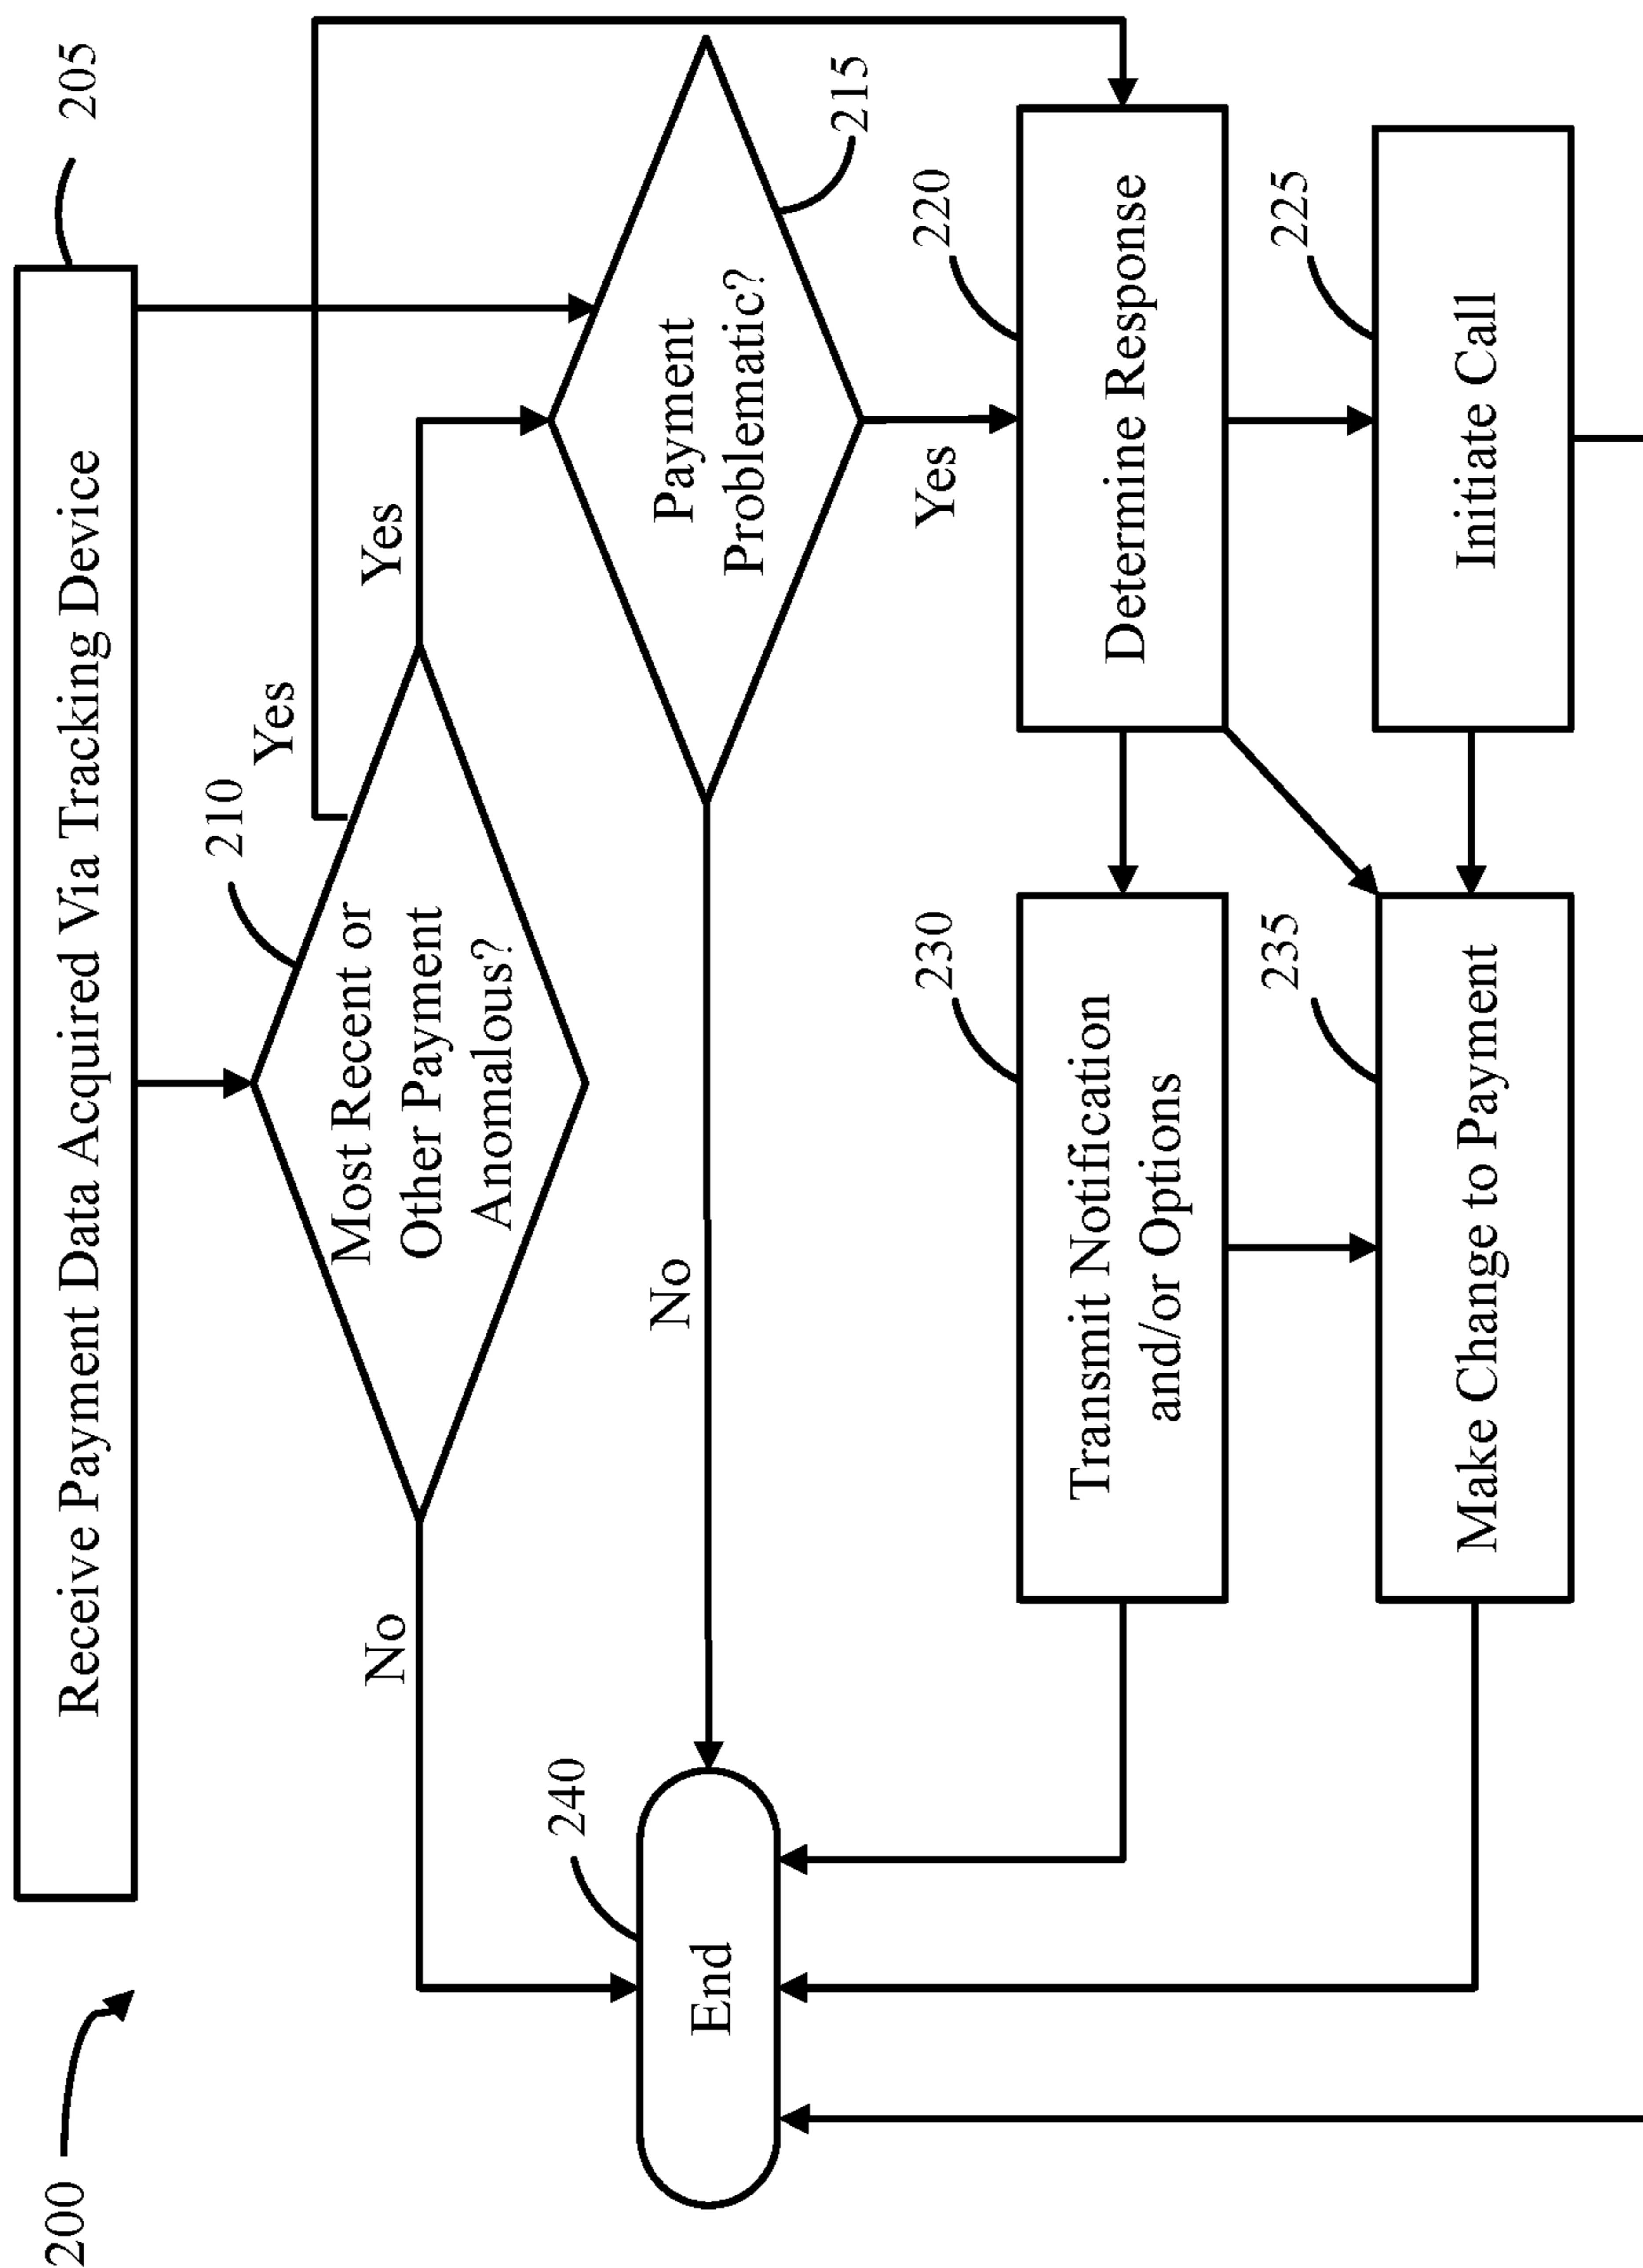 200
205
Receive Payment Data Acquired Via Tracking Device
210
Yes
Most Recent or
Other Payment
Anomalous?
No
Yes
215
Payment
Problematic?
No
Yes
240
End
220
Determine Response
230
Transmit Notification
and/or Options
225
Initiate Call
235
Make Change to Payment